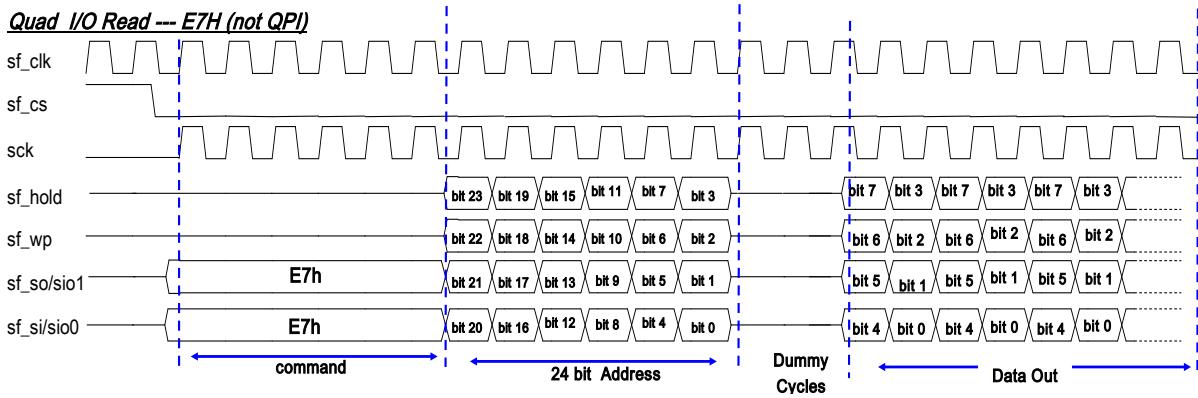 Quad I/O Read --- E7H (not QPI)
sf_clk
sf_cs
sck
sf_hold
bit 23 bit 19 bit 15 bit 11 bit 7 bit 3 bit 7 bit 3 bit 7 bit 3 bit 7 bit 3
sf_wp
bit 22 bit 18 bit 14 bit 10 bit 6 bit 2 bit 6 bit 2 bit 6 bit 2 bit 6 bit 2
sf_so/sio1
E7h
bit 21 bit 17 bit 13 bit 9 bit 5 bit 1 bit 5 bit 1 bit 5 bit 1 bit 5 bit 1
sf_si/sio0
E7h
bit 20 bit 16 bit 12 bit 8 bit 4 bit 0 bit 4 bit 0 bit 4 bit 0 bit 4 bit 0
command
24 bit Address
Dummy
Cycles
Data Out